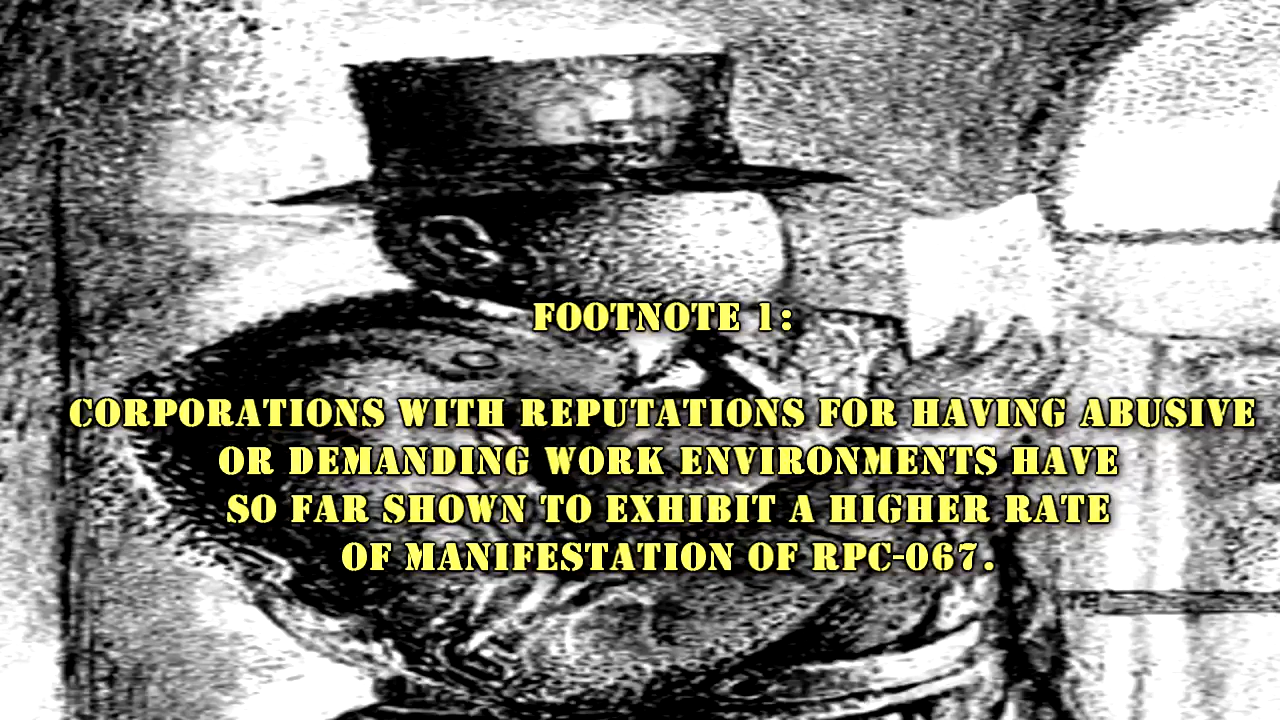 FOOTNOTE 1:
CORPORATIONS WITH REPUTATIONS FOR HAVING ABUSIVE
OR DEMANDING WORK ENVIRONMENTS HAVE
SO FAR SHOWN TO EXHIBIT A HIGHER RATE
OF MANIFESTATION OF RPC-067.